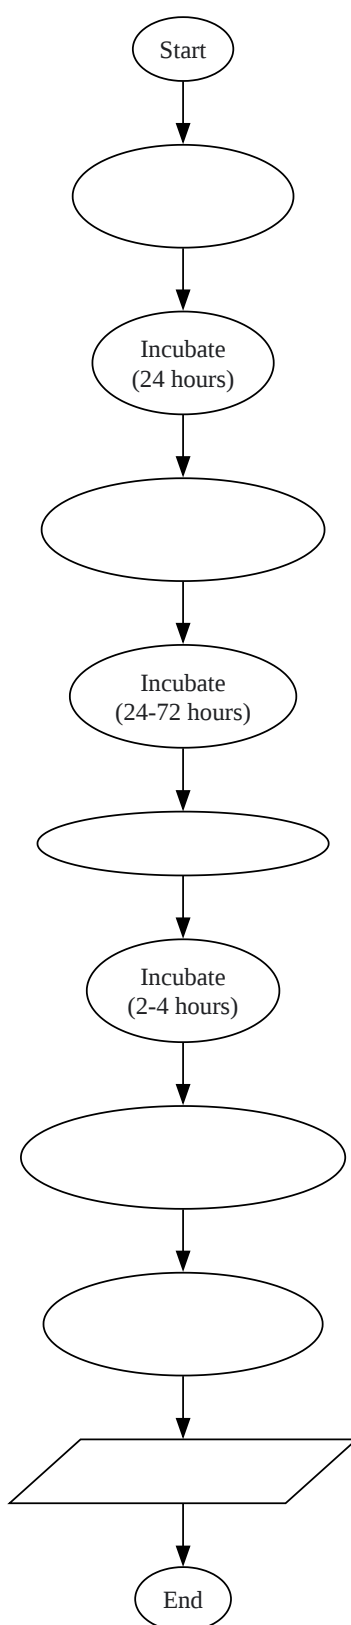 Start
Incubate
(24 hours)
Incubate
(24-72 hours)
Incubate
(2-4 hours)
End